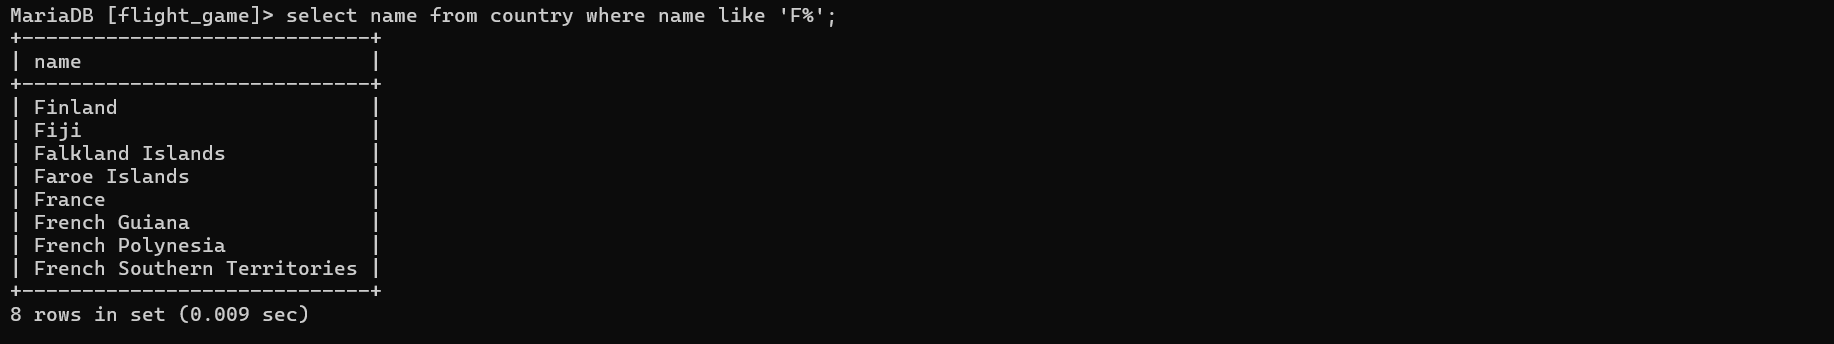 MariaDB [flight_game]> select name from country where name like 'F%';
+-----------------------------+
| name                        |
+-----------------------------+
| Finland                     |
| Fiji                        |
| Falkland Islands            |
| Faroe Islands               |
| France                      |
| French Guiana               |
| French Polynesia            |
| French Southern Territories |
+-----------------------------+
8 rows in set (0.009 sec)